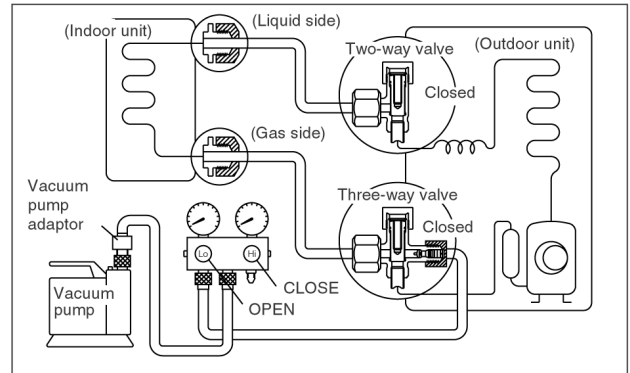 (Liquid side)
(Indoor unit)
Two-way valve
(Outdoor unit)
Closed
(Gas side)
Vacuum
pump
adaptor
Three-way valve
Closed
Lo
Hi
CLOSE
OPEN
Vacuum
pump